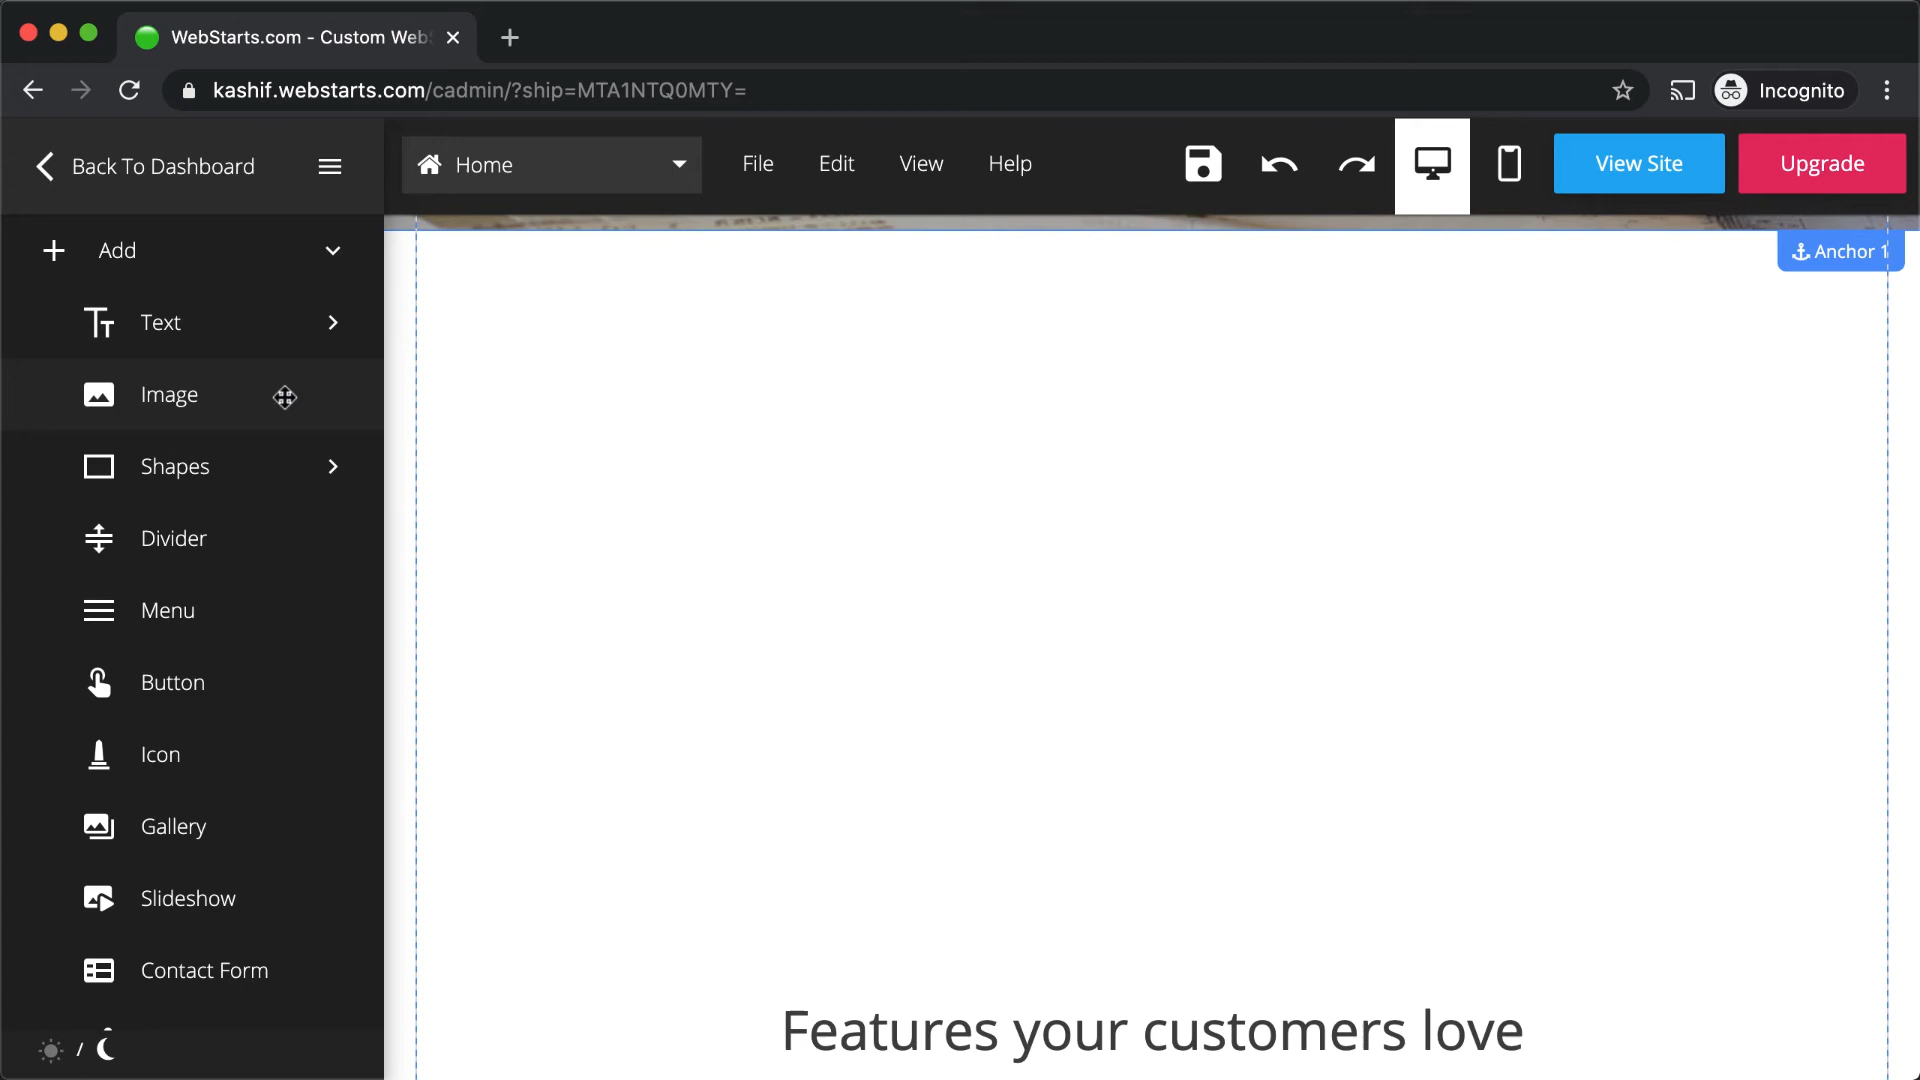 WebStarts.com - Custom Web
kashif.webstarts.com/cadmin/?ship=MTA1NTQ0MTY=
Incognito
Back To Dashboard
Home
File
Edit
View
Help
View Site
Upgrade
Add
Anchor 1
Text
Image
Shapes
Divider
Menu
Button
Icon
Gallery
Slideshow
Contact Form
/
Features your customers love